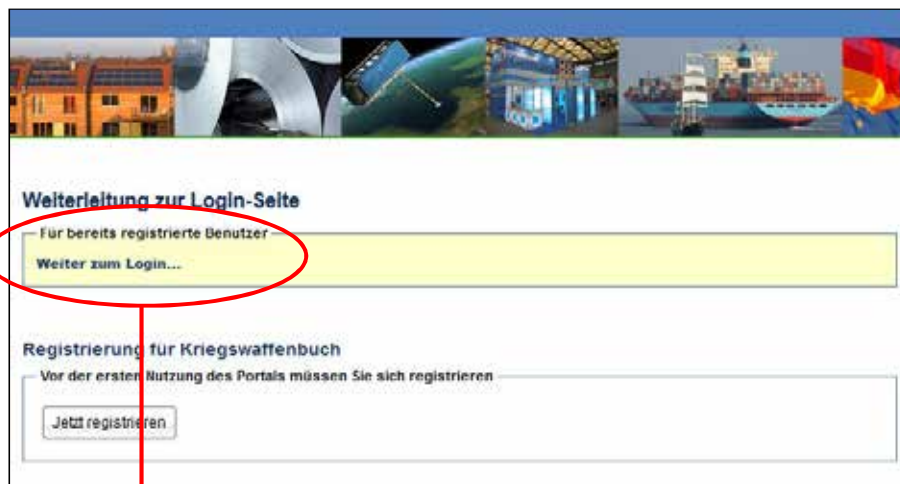 Weiterleitung zur Login-Seite
Für bereits registrierte Benutzer
Weiter zum Login...
Registrierung für Kriegswaffenbuch
Vor der ersten Nutzung des Portals müssen Sie sich registrieren
Jetzt registrieren